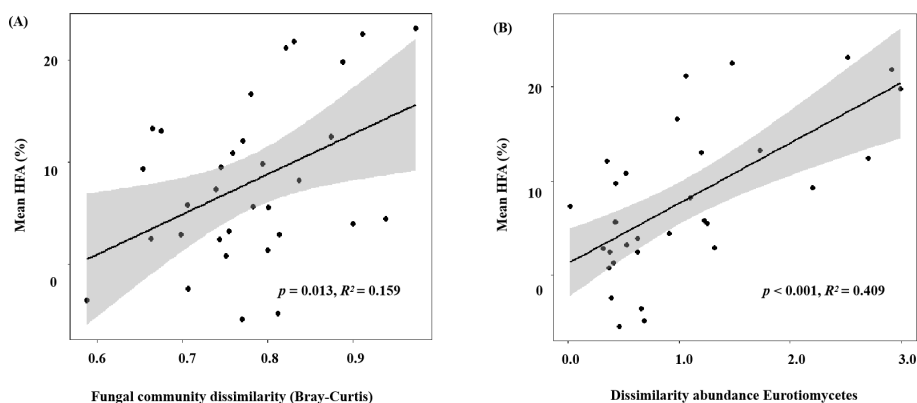 (A)
Mean HFA (%)
20
10
0
p = 0.013, R² = 0.159
0.6 0.7 0.8 0.9
Fungal community dissimilarity (Bray-Curtis)
(B)
Mean HFA (%)
20
10
0
p < 0.001, R² = 0.409
0.0 1.0 2.0 3.0
Dissimilarity abundance Eurotiomycetes